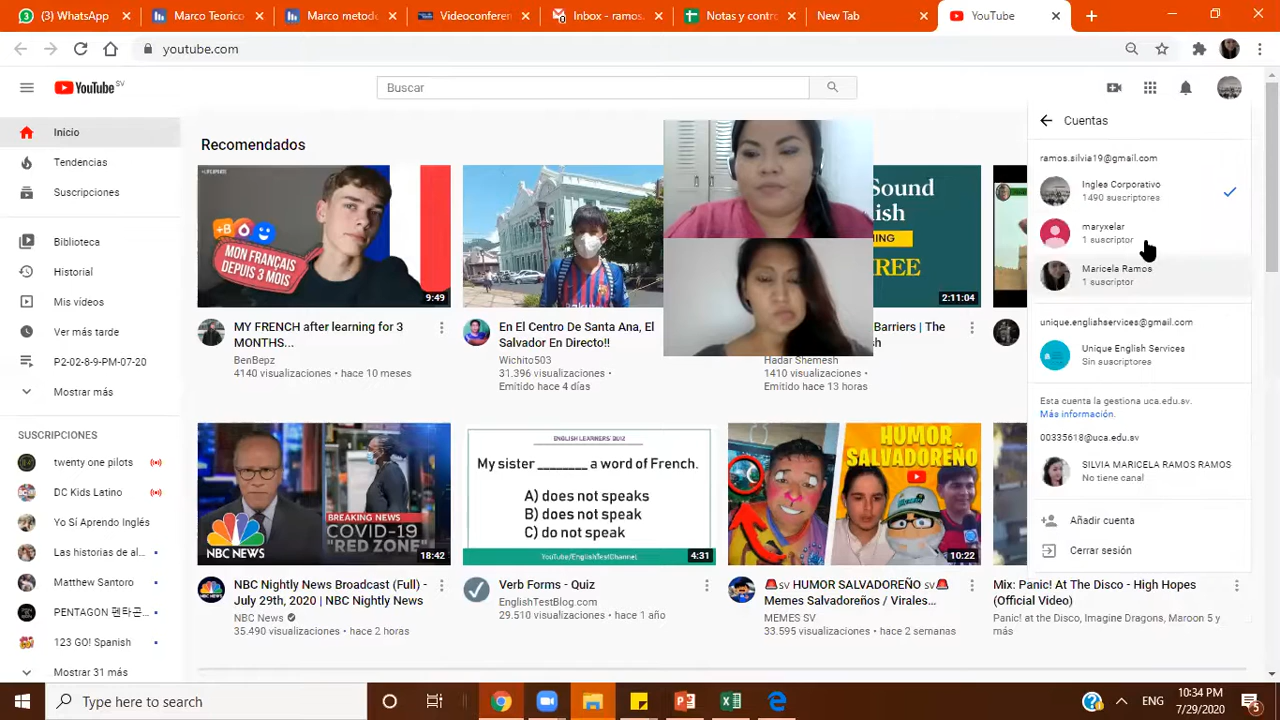 (3) WhatsApp
Marco Teorico
Marco metodo
Videoconferen
Inbox - ramos.
Notas y contro
New Tab
YouTube
youtube.com
YouTube SV
Buscar
Inicio
Tendencias
Suscripciones
Biblioteca
Historial
Mis videos
Ver más tarde
P2-02-8-9-PM-07-20
Mostrar más
SUSCRIPCIONES
twenty one pilots
DC Kids Latino
Yo Sí Aprendo Inglés
Las historias de al...
Matthew Santoro
PENTAGON 펜타곤...
123 GO! Spanish
Mostrar 31 más
Recomendados
+B
MON FRANÇAIS
DEPUIS 3 MOIS
9:49
MY FRENCH after learning for 3
MONTHS...
BenBepz
4140 visualizaciones • hace 10 meses
En El Centro De Santa Ana, El
Salvador En Directo!!
Wichito503
31.396 visualizaciones •
Emitido hace 4 días
Sound
REE
2:11:04
Barriers | The
Hadar Shemesh
1410 visualizaciones •
Emitido hace 13 horas
NBC NEWS
BREAKING NEWS
COVID-19
"RED ZONE"
18:42
NBC Nightly News Broadcast (Full) -
July 29th, 2020 | NBC Nightly News
NBC News
35.490 visualizaciones • hace 2 horas
ENGLISH LEARNERS' QUIZ
My sister ________ a word of French.
A) does not speaks
B) does not speak
C) do not speak
YouTube/EnglishTestChannel
4:31
Verb Forms - Quiz
EnglishTestBlog.com
29.510 visualizaciones • hace 1 año
HUMOR
SALVADOREÑO
10:22
🚨sv HUMOR SALVADOREÑO sv🚨
Memes Salvadoreños / Virales...
MEMES SV
33.595 visualizaciones • hace 2 semanas
Mix: Panic! At The Disco - High Hopes
(Official Video)
Panic! at the Disco, Imagine Dragons, Maroon 5 y
más
Cuentas
ramos.silvia19@gmail.com
Ingles Corporativo
1490 suscriptores
maryxelar
1 suscriptor
Maricela Ramos
1 suscriptor
unique.englishservices@gmail.com
Unique English Services
Sin suscriptores
Esta cuenta la gestiona uca.edu.sv.
Más información.
00335618@uca.edu.sv
SILVIA MARICELA RAMOS RAMOS
No tiene canal
Añadir cuenta
Cerrar sesión
Type here to search
ENG
10:34 PM
7/29/2020
5